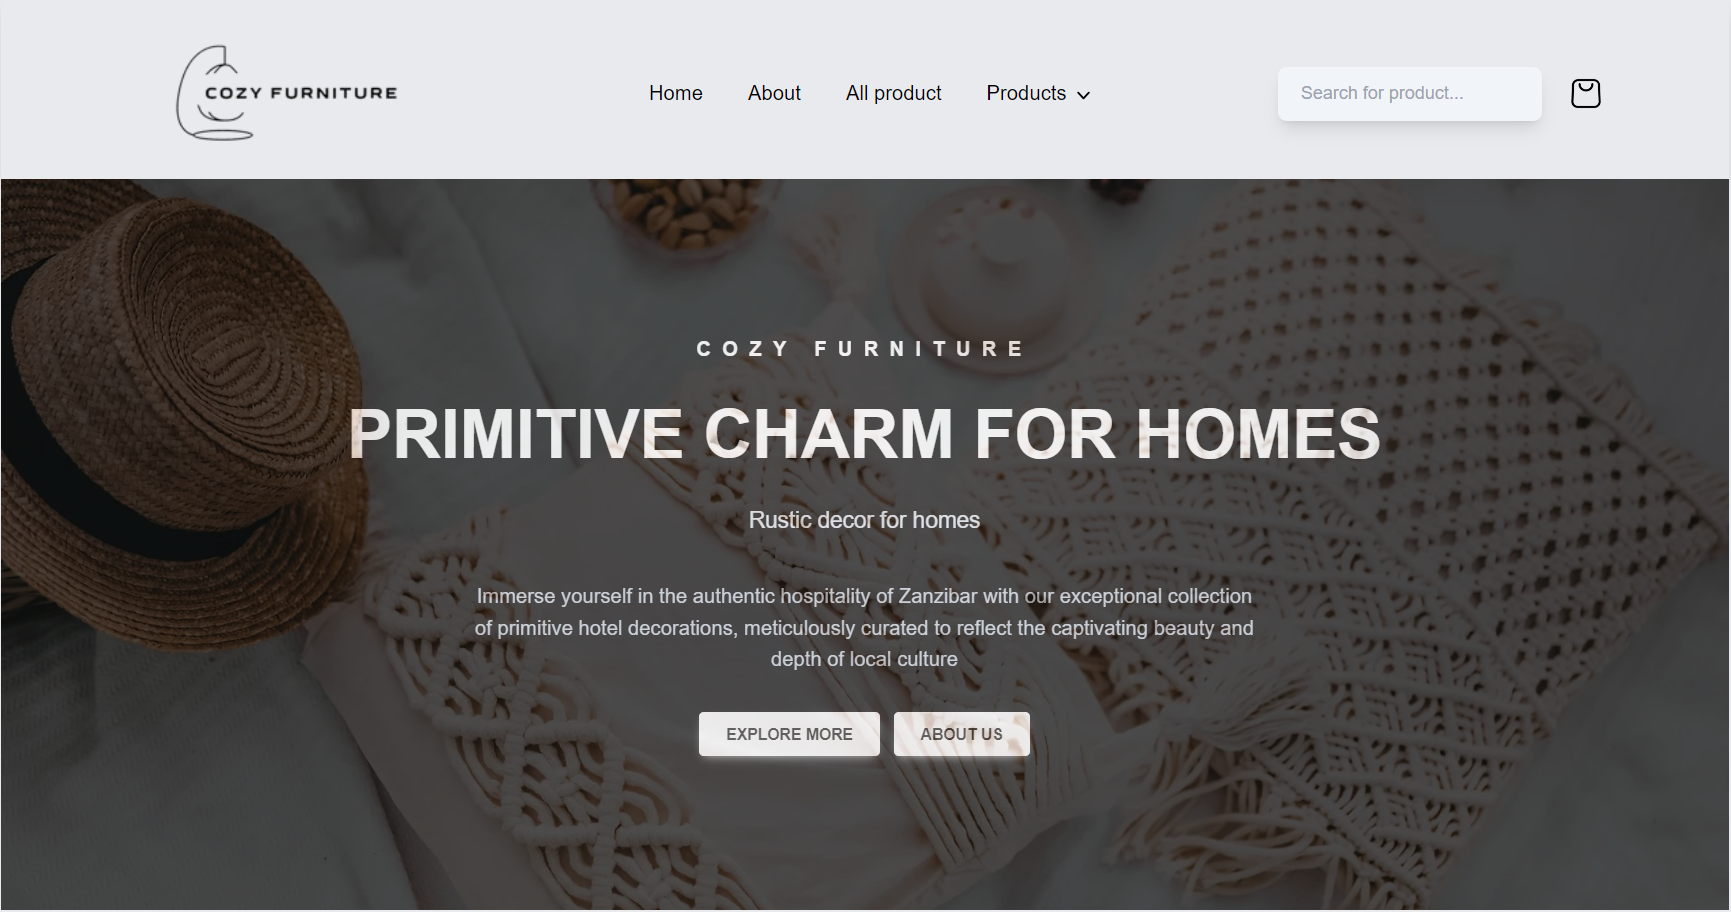 COZY FURNITURE
Home
About
All product
Products
Search for product...
COZY FURNITURE
PRIMITIVE CHARM FOR HOMES
Rustic decor for homes
Immerse yourself in the authentic hospitality of Zanzibar with our exceptional collection
of primitive hotel decorations, meticulously curated to reflect the captivating beauty and
depth of local culture
EXPLORE MORE
ABOUT US